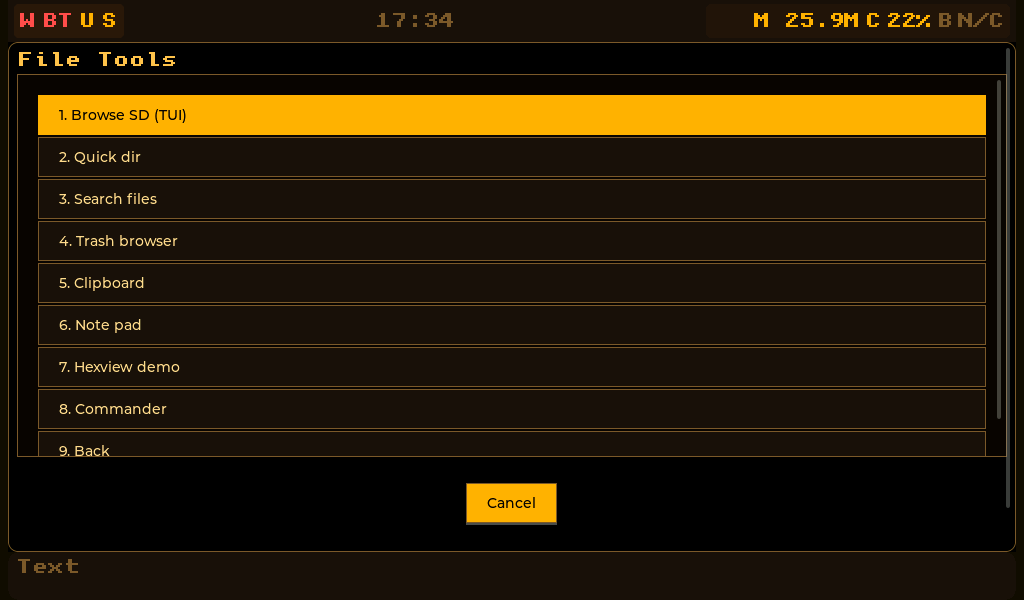 W BT U S 17:34 M 25.9M C 22% B N/C
File Tools
1. Browse SD (TUI)
2. Quick dir
3. Search files
4. Trash browser
5. Clipboard
6. Note pad
7. Hexview demo
8. Commander
9. Back
Cancel
Text